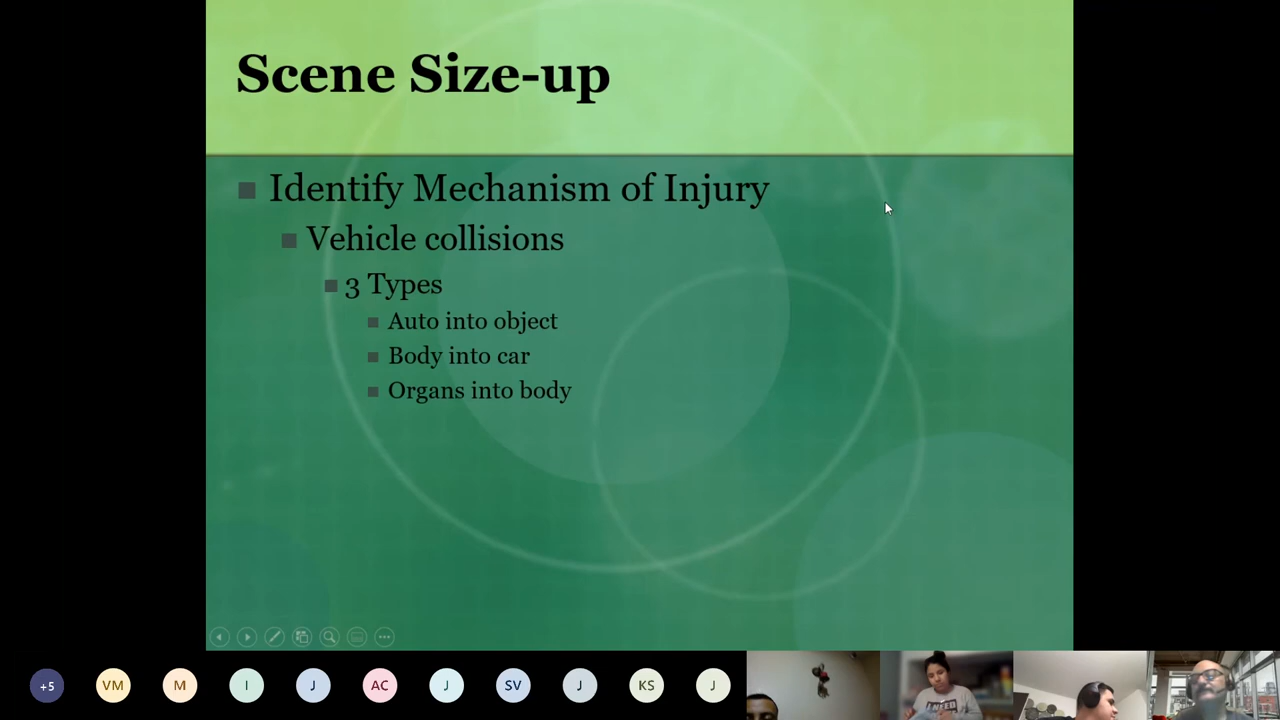 Scene Size-up
Identify Mechanism of Injury
Vehicle collisions
3 Types
Auto into object
Body into car
Organs into body
+5
VM
M
I
J
AC
J
SV
J
KS
J